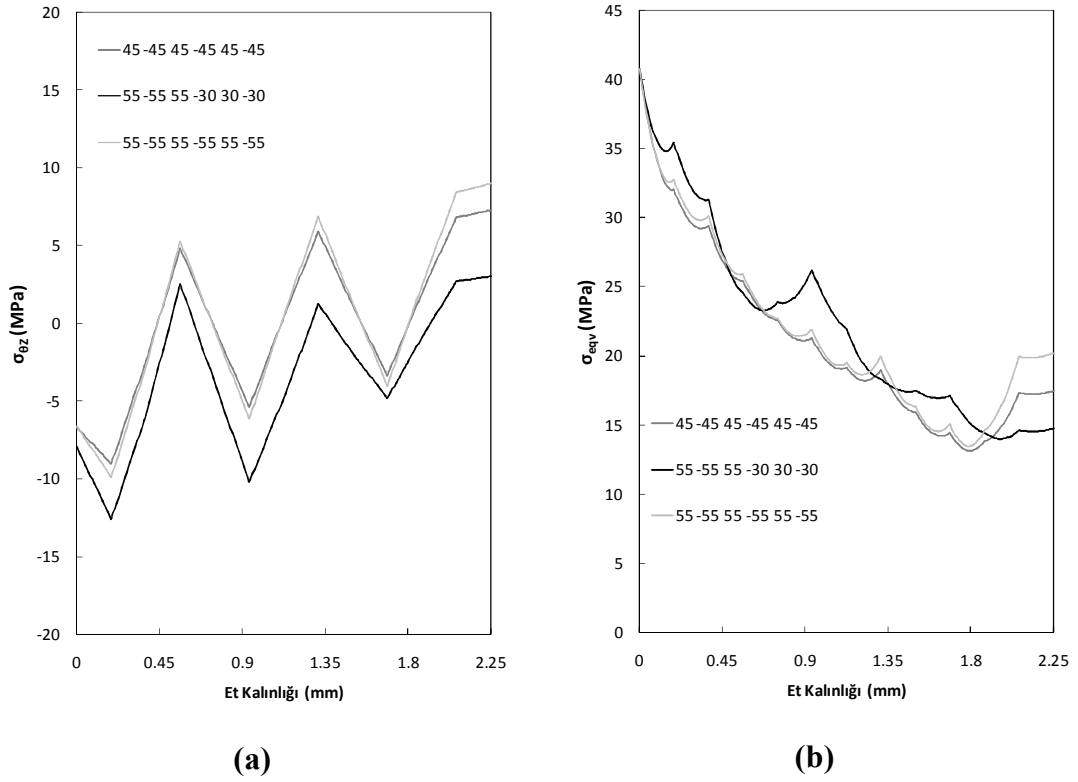 20
15
10
5
0
-5
-10
-15
-20
σθz (MPa)
45 -45 45 -45 45 -45
55 -55 55 -30 30 -30
55 -55 55 -55 55 -55
0 0.45 0.9 1.35 1.8 2.25
Et Kalınlığı (mm)
(a)
45
40
35
30
25
20
15
10
5
0
σeqv (MPa)
45 -45 45 -45 45 -45
55 -55 55 -30 30 -30
55 -55 55 -55 55 -55
0 0.45 0.9 1.35 1.8 2.25
Et Kalınlığı (mm)
(b)